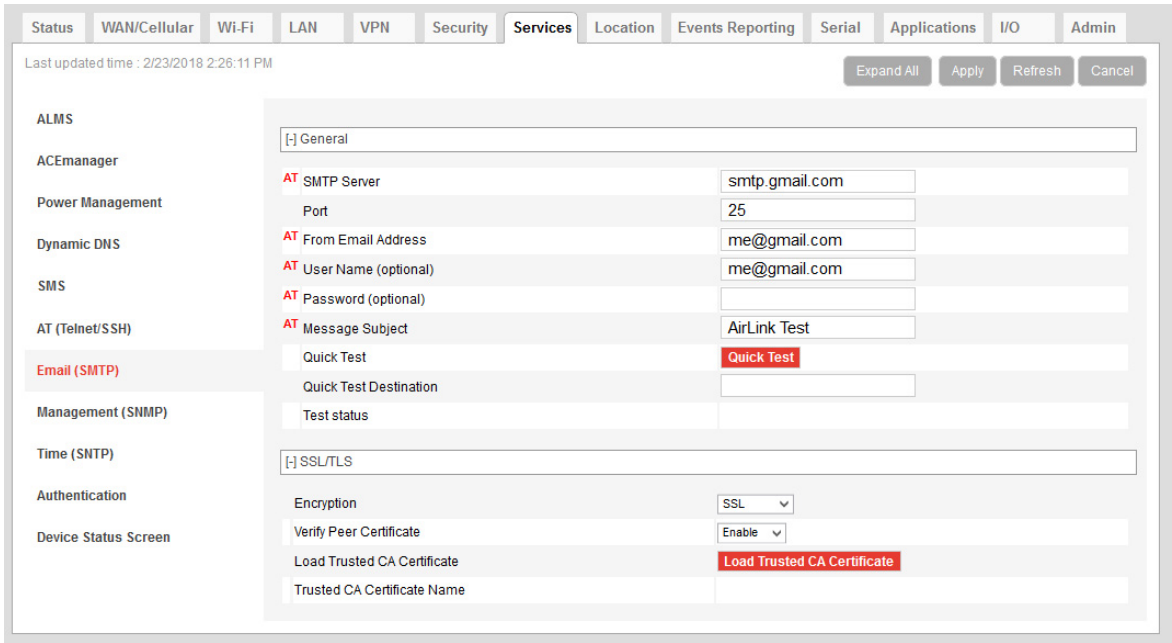 Status WAN/Cellular Wi-Fi LAN VPN Security Services Location Events Reporting Serial Applications I/O Admin
Last updated time : 2/23/2018 2:26:11 PM
Expand All Apply Refresh Cancel
ALMS
ACEmanager
Power Management
Dynamic DNS
SMS
AT (Telnet/SSH)
Email (SMTP)
Management (SNMP)
Time (SNTP)
Authentication
Device Status Screen
[-] General
AT SMTP Server smtp.gmail.com
Port 25
AT From Email Address me@gmail.com
AT User Name (optional) me@gmail.com
AT Password (optional)
AT Message Subject AirLink Test
Quick Test Quick Test
Quick Test Destination
Test status
[-] SSL/TLS
Encryption SSL
Verify Peer Certificate Enable
Load Trusted CA Certificate Load Trusted CA Certificate
Trusted CA Certificate Name